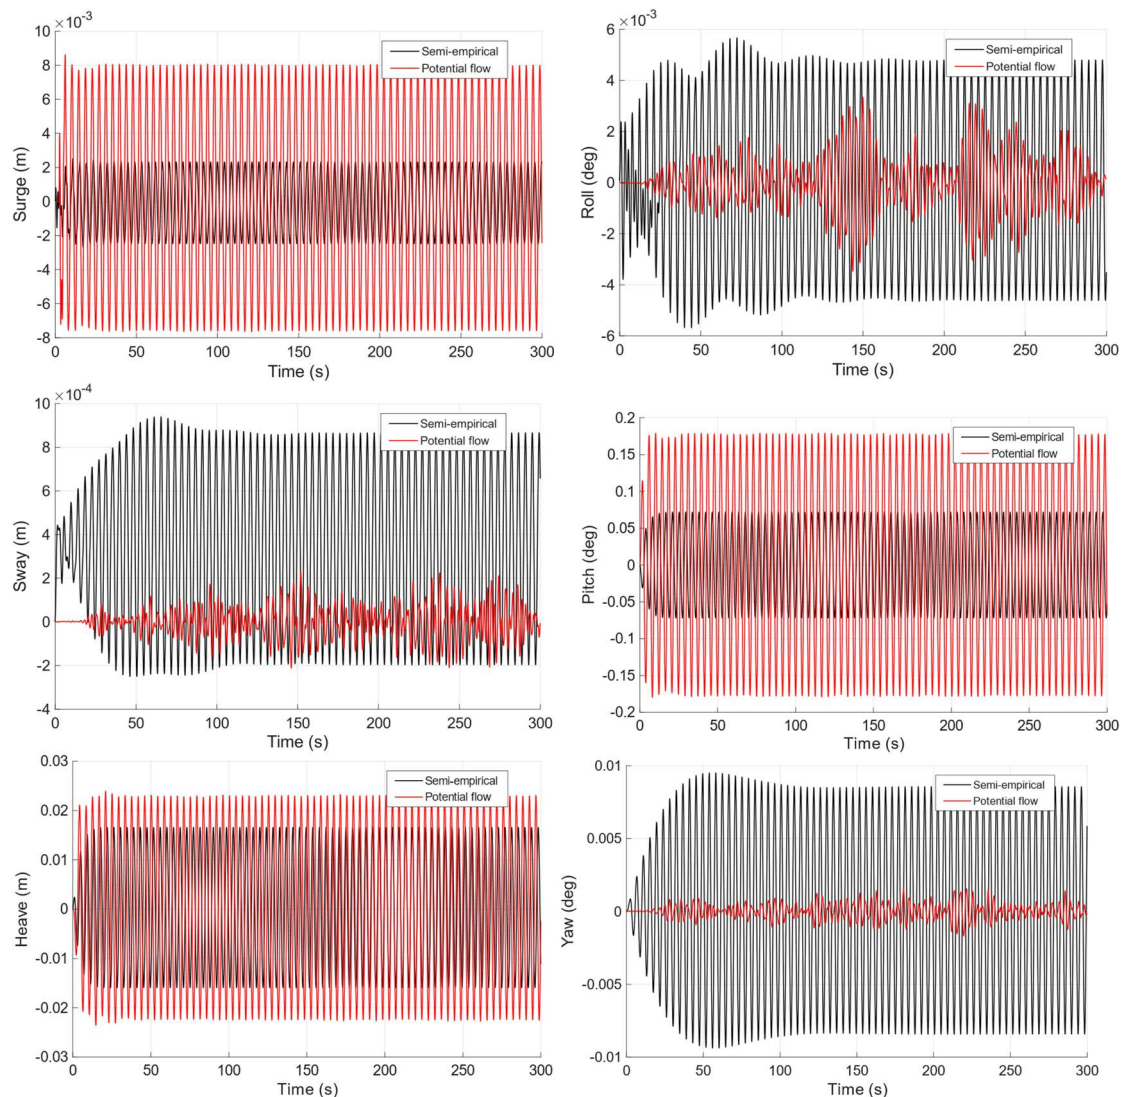 ×10⁻³
10
8
6
4
2
0
-2
-4
-6
-8
Surge (m)
Semi-empirical
Potential flow
0 50 100 150 200 250 300
Time (s)
×10⁻³
6
4
2
0
-2
-4
-6
Roll (deg)
Semi-empirical
Potential flow
0 50 100 150 200 250 300
Time (s)
×10⁻⁴
10
8
6
4
2
0
-2
-4
Sway (m)
Semi-empirical
Potential flow
0 50 100 150 200 250 300
Time (s)
0.2
0.15
0.1
0.05
0
-0.05
-0.1
-0.15
-0.2
Pitch (deg)
Semi-empirical
Potential flow
0 50 100 150 200 250 300
Time (s)
0.03
0.02
0.01
0
-0.01
-0.02
-0.03
Heave (m)
Semi-empirical
Potential flow
0 50 100 150 200 250 300
Time (s)
0.01
0.005
0
-0.005
-0.01
Yaw (deg)
Semi-empirical
Potential flow
0 50 100 150 200 250 300
Time (s)